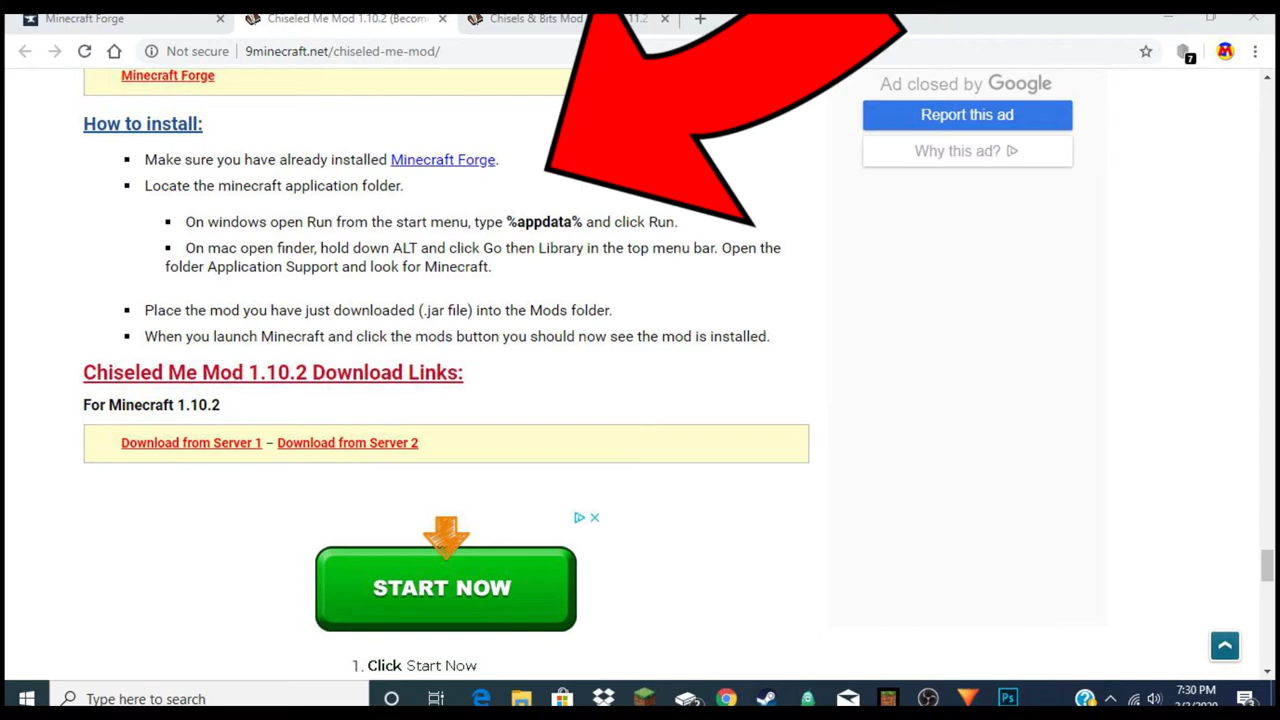 Minecraft Forge
Chiseled Me Mod 1.10.2 (Becom
Chisels & Bits Mod
Not secure
9minecraft.net/chiseled-me-mod/
7
Minecraft Forge
Ad closed by Google
Report this ad
Why this ad?
How to install:
Make sure you have already installed Minecraft Forge.
Locate the minecraft application folder.
On windows open Run from the start menu, type %appdata% and click Run.
On mac open finder, hold down ALT and click Go then Library in the top menu bar. Open the
folder Application Support and look for Minecraft.
Place the mod you have just downloaded (.jar file) into the Mods folder.
When you launch Minecraft and click the mods button you should now see the mod is installed.
Chiseled Me Mod 1.10.2 Download Links:
For Minecraft 1.10.2
Download from Server 1 – Download from Server 2
START NOW
1. Click Start Now
Type here to search
Ps
7:30 PM